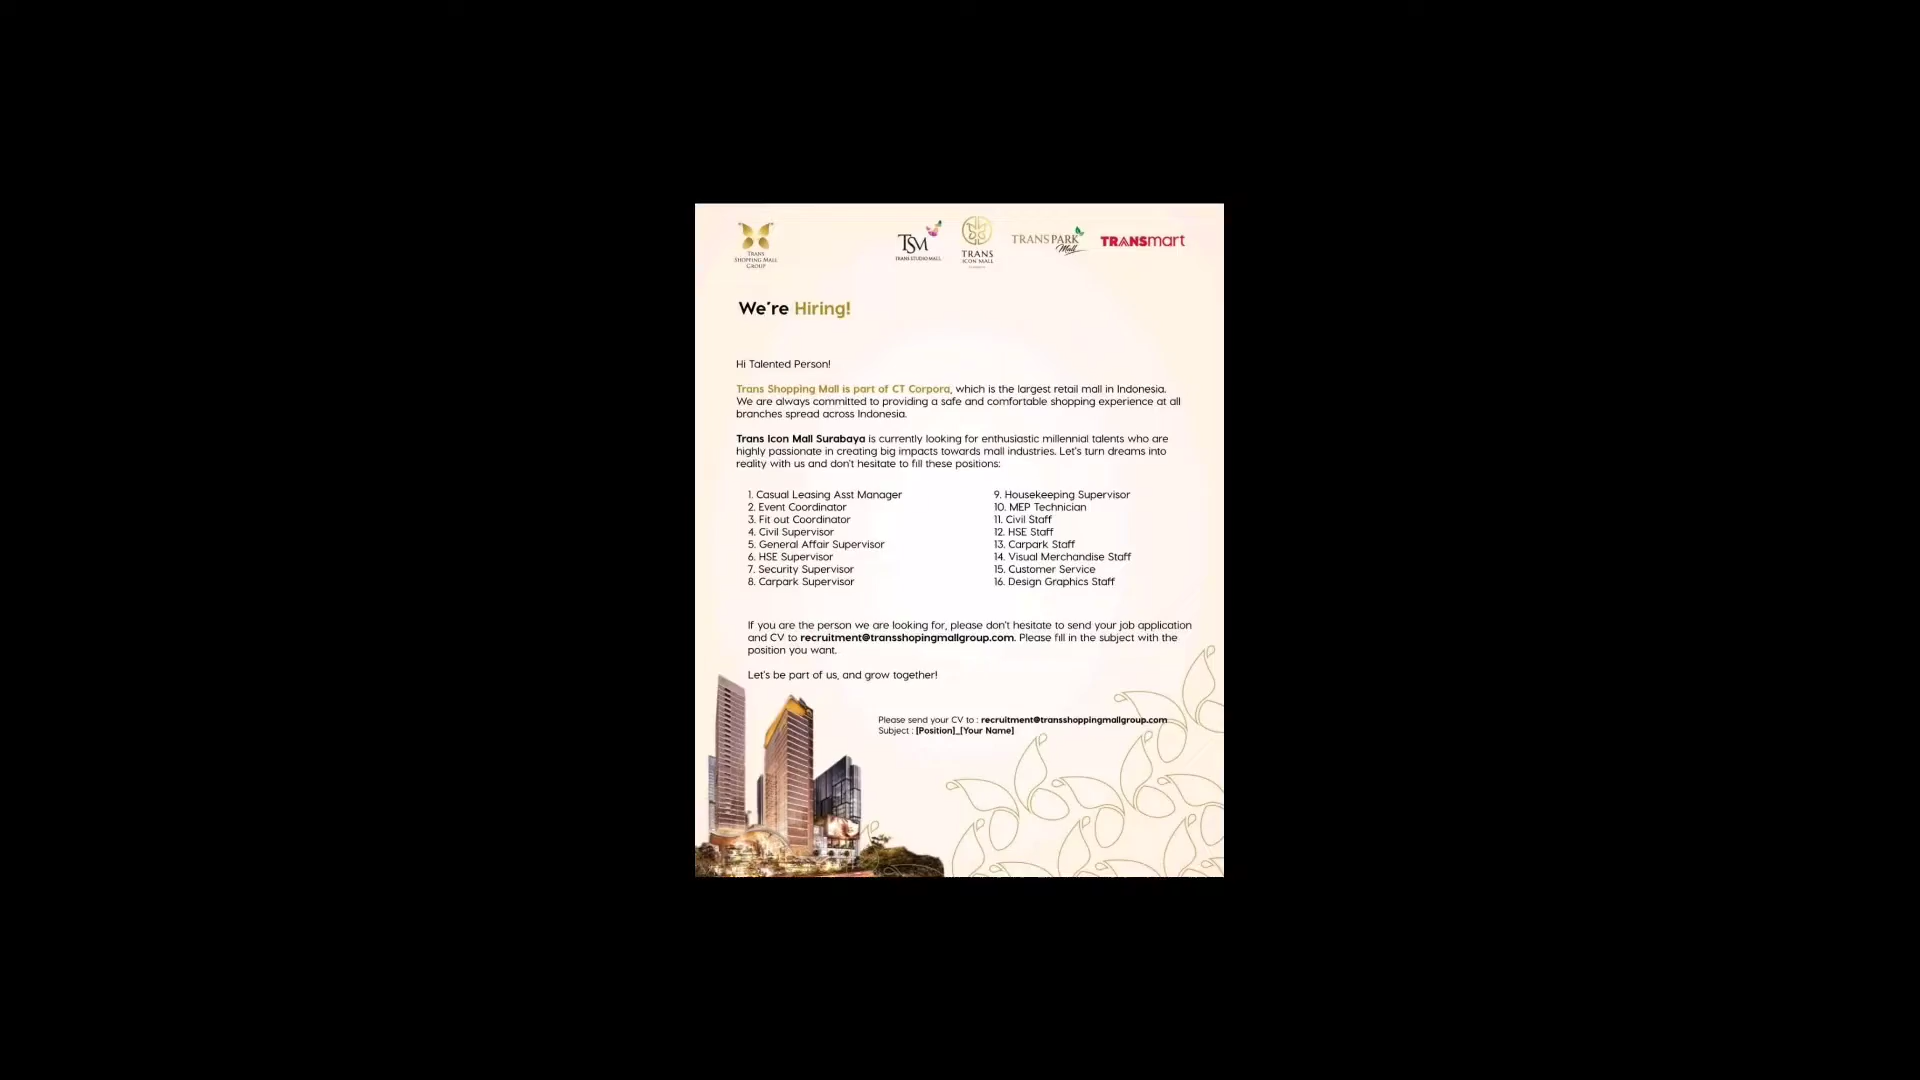 TRANS
SHOPPING MALL
GROUP
TSM
TRANS STUDIO MALL
TRANS
ICON MALL
TRANSPARK
Mall
TRANSmart
We're Hiring!
Hi Talented Person!
Trans Shopping Mall is part of CT Corpora, which is the largest retail mall in Indonesia.
We are always committed to providing a safe and comfortable shopping experience at all
branches spread across Indonesia.
Trans Icon Mall Surabaya is currently looking for enthusiastic millennial talents who are
highly passionate in creating big impacts towards mall industries. Let's turn dreams into
reality with us and don't hesitate to fill these positions:
1. Casual Leasing Asst Manager
2. Event Coordinator
3. Fit out Coordinator
4. Civil Supervisor
5. General Affair Supervisor
6. HSE Supervisor
7. Security Supervisor
8. Carpark Supervisor
9. Housekeeping Supervisor
10. MEP Technician
11. Civil Staff
12. HSE Staff
13. Carpark Staff
14. Visual Merchandise Staff
15. Customer Service
16. Design Graphics Staff
If you are the person we are looking for, please don't hesitate to send your job application
and CV to recruitment@transshopingmallgroup.com. Please fill in the subject with the
position you want.
Let's be part of us, and grow together!
Please send your CV to : recruitment@transshoppingmallgroup.com
Subject : [Position]_[Your Name]